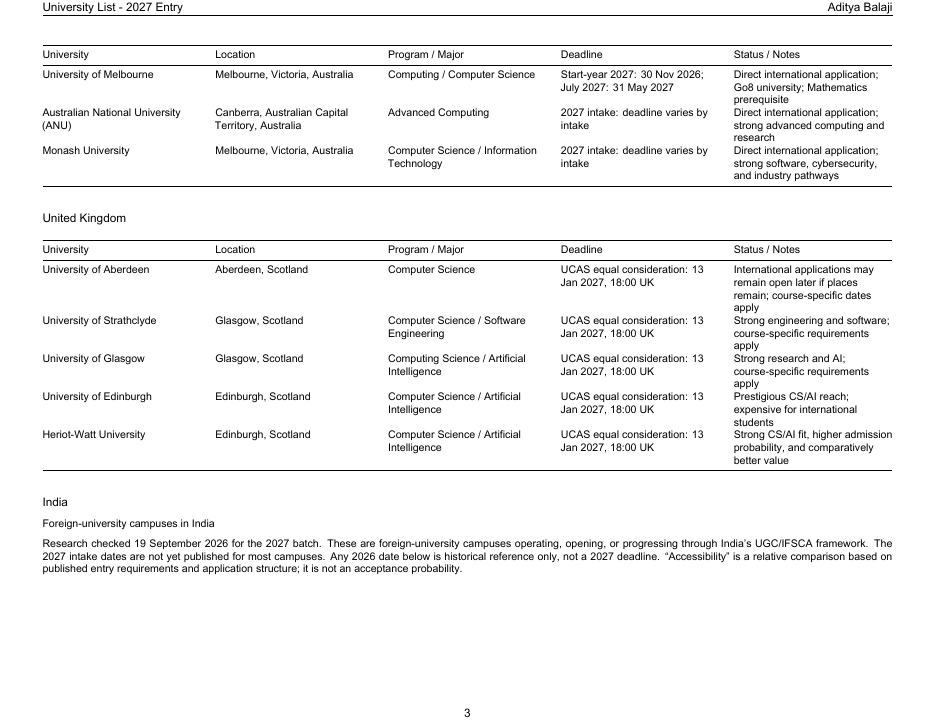 University List - 2027 Entry Aditya Balaji
University Location Program / Major Deadline Status / Notes
University of Melbourne Melbourne, Victoria, Australia Computing / Computer Science Start-year 2027: 30 Nov 2026; Direct international application;
July 2027: 31 May 2027 Go8 university; Mathematics
prerequisite
Australian National University Canberra, Australian Capital Advanced Computing 2027 intake: deadline varies by Direct international application;
(ANU) Territory, Australia intake strong advanced computing and
research
Monash University Melbourne, Victoria, Australia Computer Science / Information 2027 intake: deadline varies by Direct international application;
Technology intake strong software, cybersecurity,
and industry pathways
United Kingdom
University Location Program / Major Deadline Status / Notes
University of Aberdeen Aberdeen, Scotland Computer Science UCAS equal consideration: 13 International applications may
Jan 2027, 18:00 UK remain open later if places
remain; course-specific dates
apply
University of Strathclyde Glasgow, Scotland Computer Science / Software UCAS equal consideration: 13 Strong engineering and software;
Engineering Jan 2027, 18:00 UK course-specific requirements
apply
University of Glasgow Glasgow, Scotland Computing Science / Artificial UCAS equal consideration: 13 Strong research and AI;
Intelligence Jan 2027, 18:00 UK course-specific requirements
apply
University of Edinburgh Edinburgh, Scotland Computer Science / Artificial UCAS equal consideration: 13 Prestigious CS/AI reach;
Intelligence Jan 2027, 18:00 UK expensive for international
students
Heriot-Watt University Edinburgh, Scotland Computer Science / Artificial UCAS equal consideration: 13 Strong CS/AI fit, higher admission
Intelligence Jan 2027, 18:00 UK probability, and comparatively
better value
India
Foreign-university campuses in India
Research checked 19 September 2026 for the 2027 batch. These are foreign-university campuses operating, opening, or progressing through India's UGC/IFSCA framework. The
2027 intake dates are not yet published for most campuses. Any 2026 date below is historical reference only, not a 2027 deadline. “Accessibility” is a relative comparison based on
published entry requirements and application structure; it is not an acceptance probability.
3